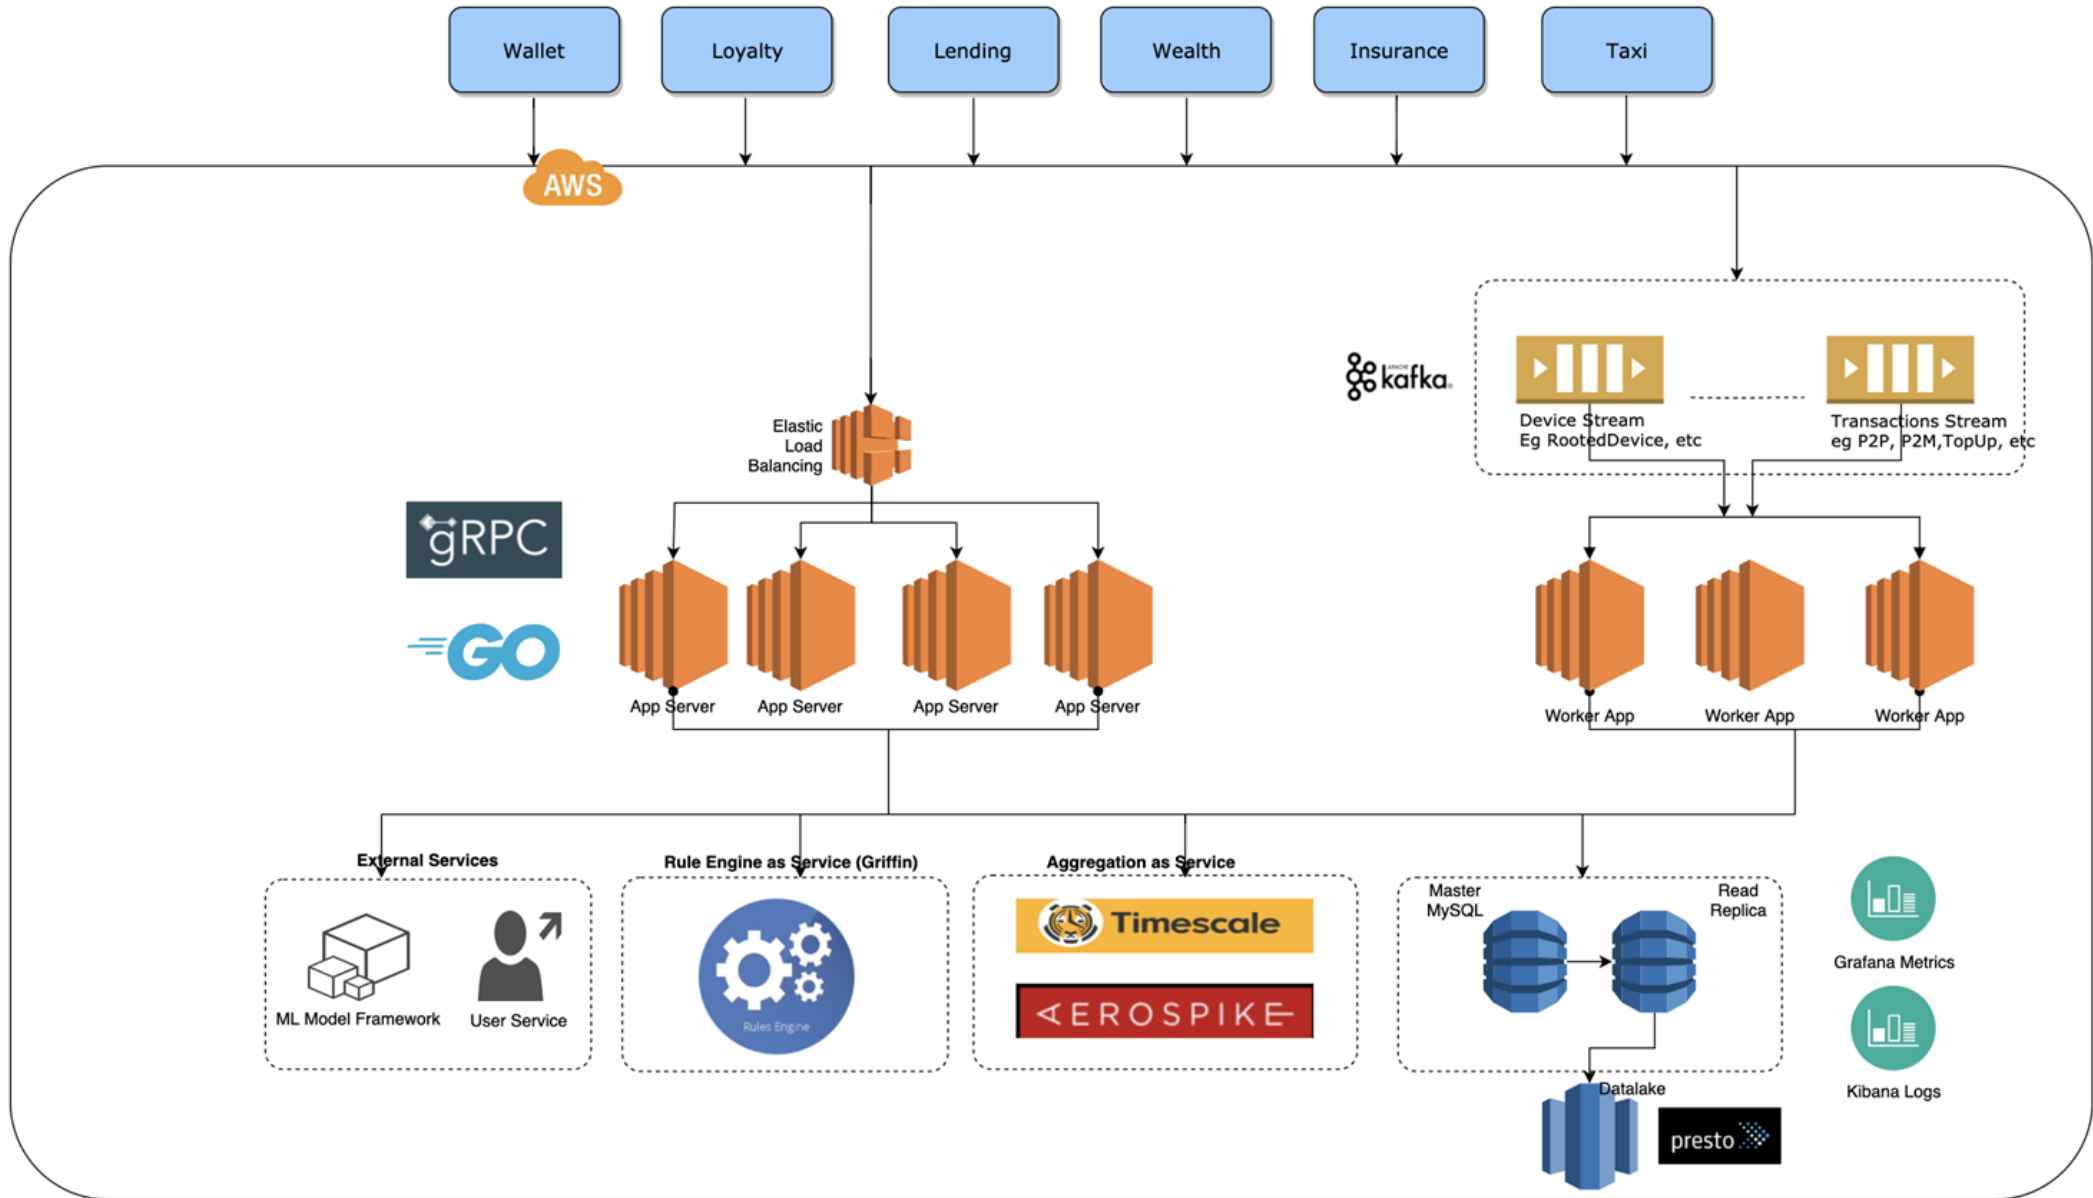 Wallet
Loyalty
Lending
Wealth
Insurance
Taxi
AWS
Elastic
Load
Balancing
APACHE
kafka
Device Stream
Eg RootedDevice, etc
Transactions Stream
eg P2P, P2M,TopUp, etc
gRPC
GO
App Server
App Server
App Server
App Server
Worker App
Worker App
Worker App
External Services
ML Model Framework
User Service
Rule Engine as Service (Griffin)
Rules Engine
Aggregation as Service
Timescale
AEROSPIKE
Master
MySQL
Read
Replica
Datalake
presto
Grafana Metrics
Kibana Logs